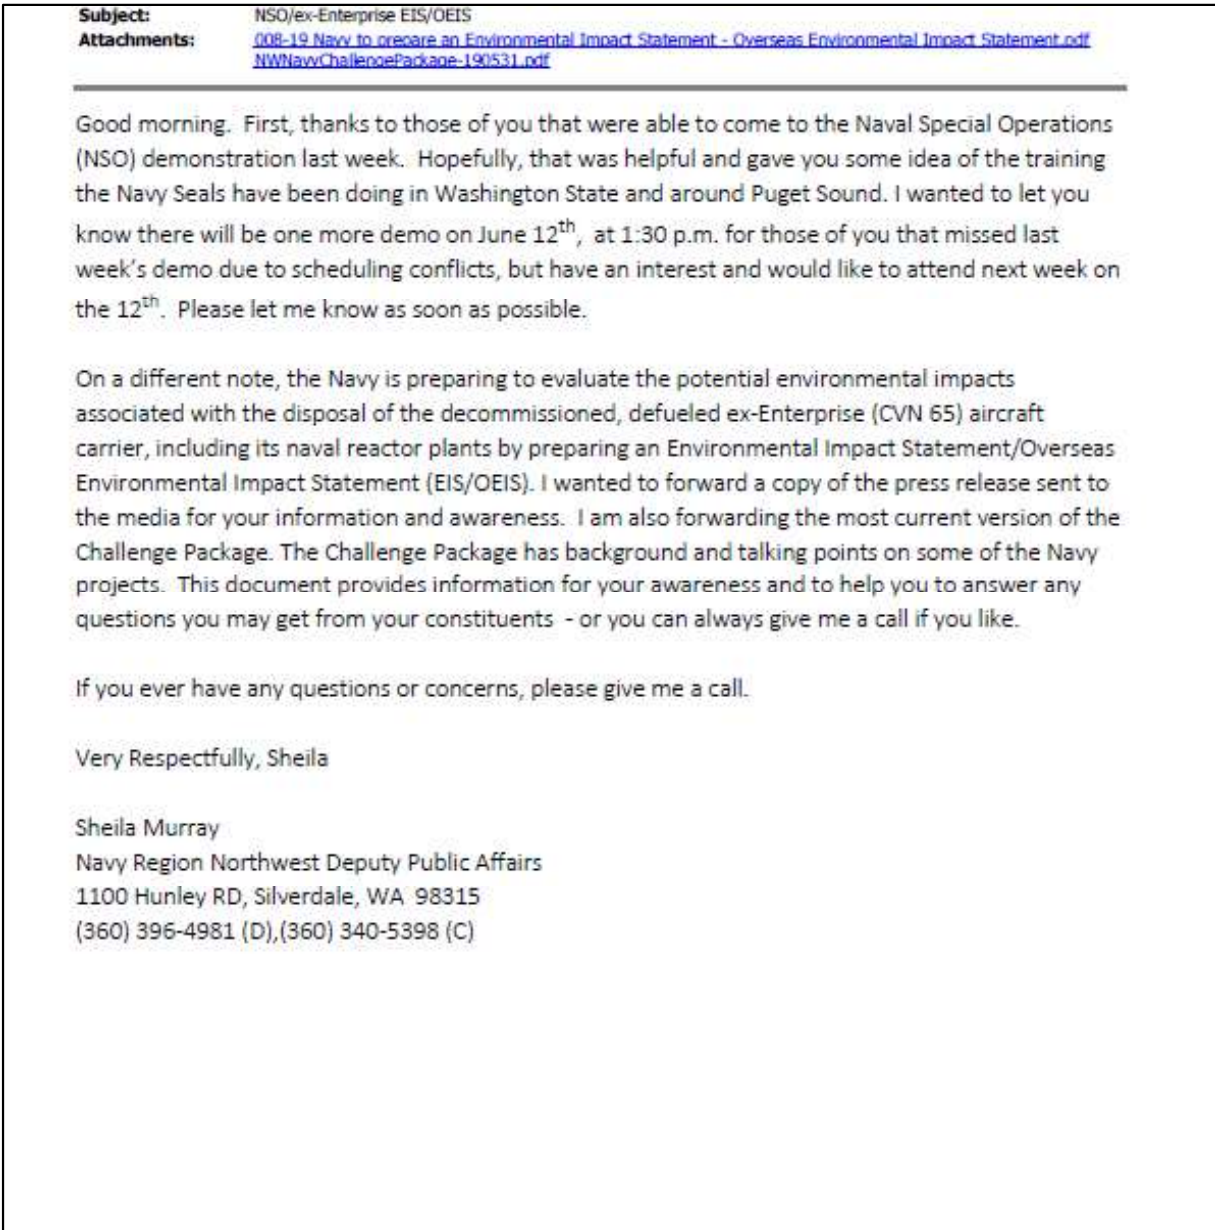 Subject: NSO/ex-Enterprise EIS/OEIS
Attachments: 008-19 Navy to prepare an Environmental Impact Statement - Overseas Environmental Impact Statement.pdf
NWNavyChallengePackage-190531.pdf
Good morning.  First, thanks to those of you that were able to come to the Naval Special Operations
(NSO) demonstration last week.  Hopefully, that was helpful and gave you some idea of the training
the Navy Seals have been doing in Washington State and around Puget Sound. I wanted to let you
know there will be one more demo on June 12th,  at 1:30 p.m. for those of you that missed last
week's demo due to scheduling conflicts, but have an interest and would like to attend next week on
the 12th.  Please let me know as soon as possible.
On a different note, the Navy is preparing to evaluate the potential environmental impacts
associated with the disposal of the decommissioned, defueled ex-Enterprise (CVN 65) aircraft
carrier, including its naval reactor plants by preparing an Environmental Impact Statement/Overseas
Environmental Impact Statement (EIS/OEIS). I wanted to forward a copy of the press release sent to
the media for your information and awareness.  I am also forwarding the most current version of the
Challenge Package. The Challenge Package has background and talking points on some of the Navy
projects.  This document provides information for your awareness and to help you to answer any
questions you may get from your constituents  - or you can always give me a call if you like.
If you ever have any questions or concerns, please give me a call.
Very Respectfully, Sheila
Sheila Murray
Navy Region Northwest Deputy Public Affairs
1100 Hunley RD, Silverdale, WA  98315
(360) 396-4981 (D),(360) 340-5398 (C)